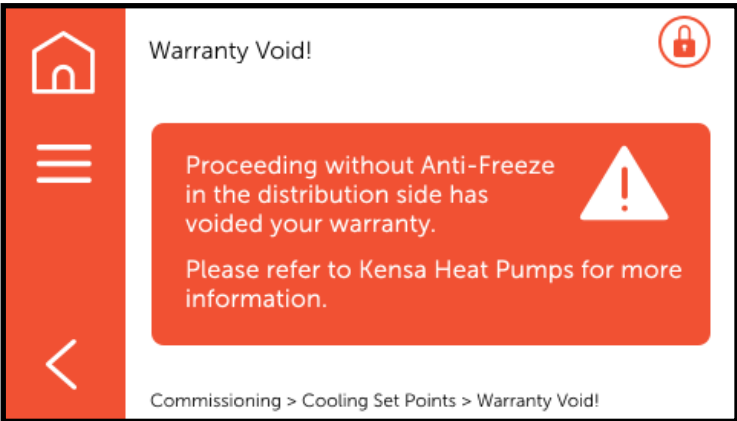 Warranty Void!
Proceeding without Anti-Freeze
in the distribution side has
voided your warranty.
Please refer to Kensa Heat Pumps for more
information.
Commissioning > Cooling Set Points > Warranty Void!